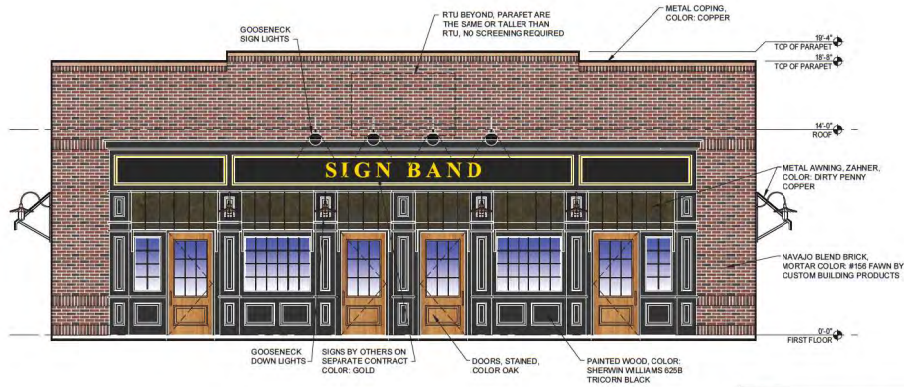 METAL COPING,
COLOR: COPPER
RTU BEYOND, PARAFET ARE
THE SAME OR TALLER THAN
RTU, NO SCREENING REQUIRED
GOOSENECK
SIGN LIGHTS
19'-4"
TOP OF PARAPET
18'-8"
TOP OF PARAPET
14'-0"
ROOF
SIGN BAND
METAL AWNING, ZAHNER,
COLOR: DIRTY PENNY
COPPER
NAVAJO BLEND BRICK,
MORTAR COLOR: #156 FAWN BY
CUSTOM BUILDING PRODUCTS
0'-0"
FIRST FLOOR
GOOSENECK
DOWN LIGHTS
SIGNS BY OTHERS ON
SEPARATE CONTRACT
COLOR: GOLD
DOORS, STAINED,
COLOR OAK
PAINTED WOOD, COLOR:
SHERWIN WILLIAMS 6258
TRICORN BLACK